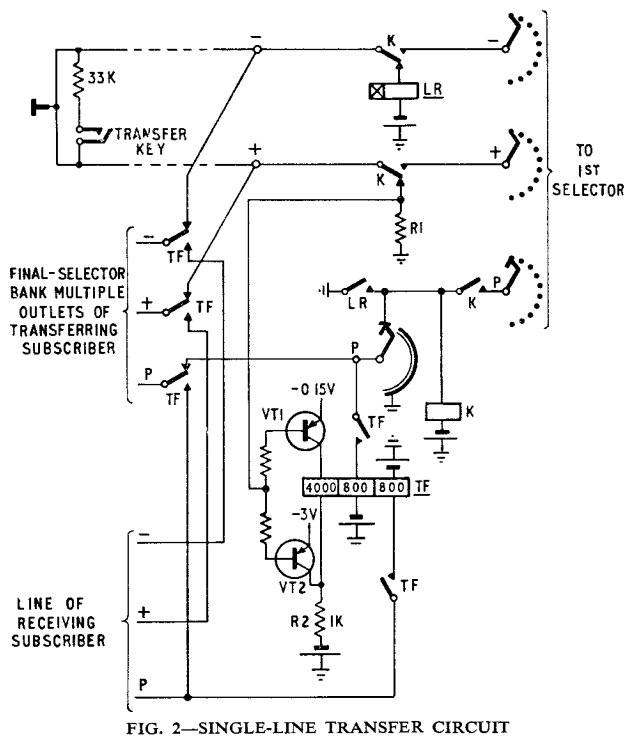 −
K
−
33K
LR
TRANSFER
KEY
+
K
+
TO
1ST
SELECTOR
R1
−
TF
FINAL-SELECTOR
BANK MULTIPLE
OUTLETS OF
TRANSFERRING
SUBSCRIBER
+
TF
LR
K
P
P
TF
P
K
−0 15V
VT1
TF
4000
800
800
TF
−3V
−
VT2
TF
LINE OF
RECEIVING
SUBSCRIBER
+
R2
1K
P
FIG. 2—SINGLE-LINE TRANSFER CIRCUIT